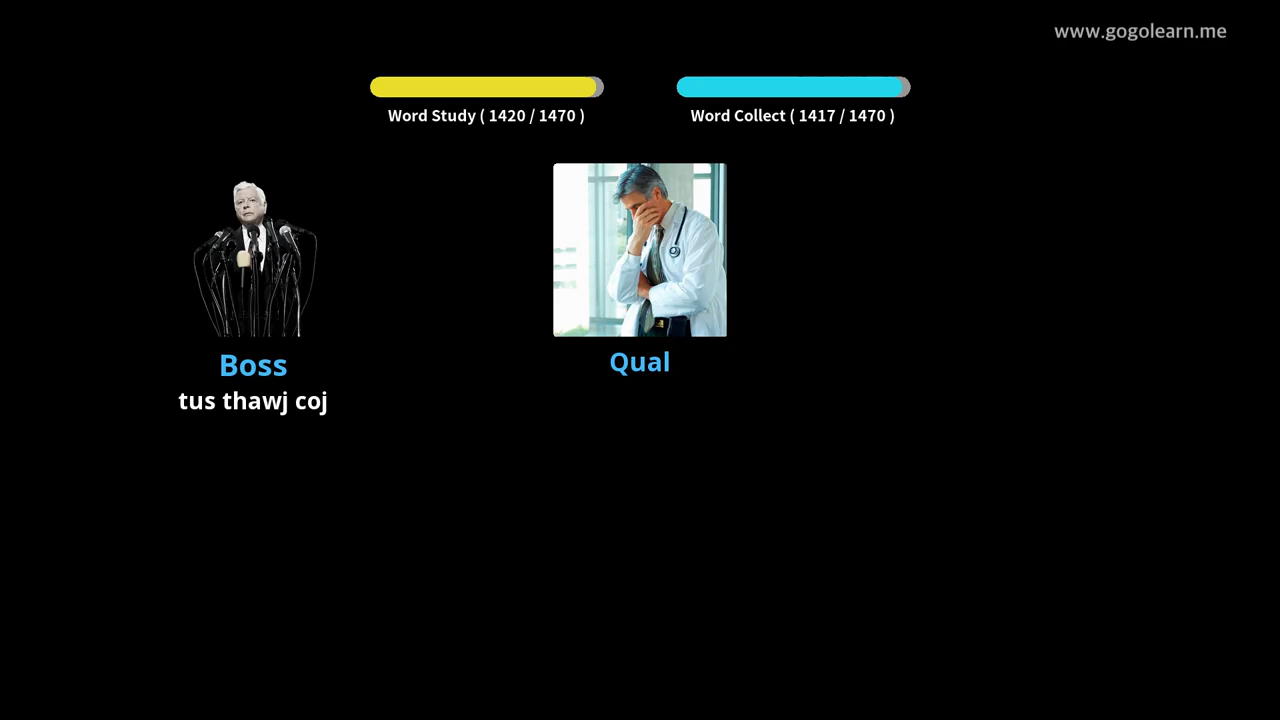 www.gogolearn.me
Word Study ( 1420 / 1470 )
Word Collect ( 1417 / 1470 )
Boss
tus thawj coj
Qual